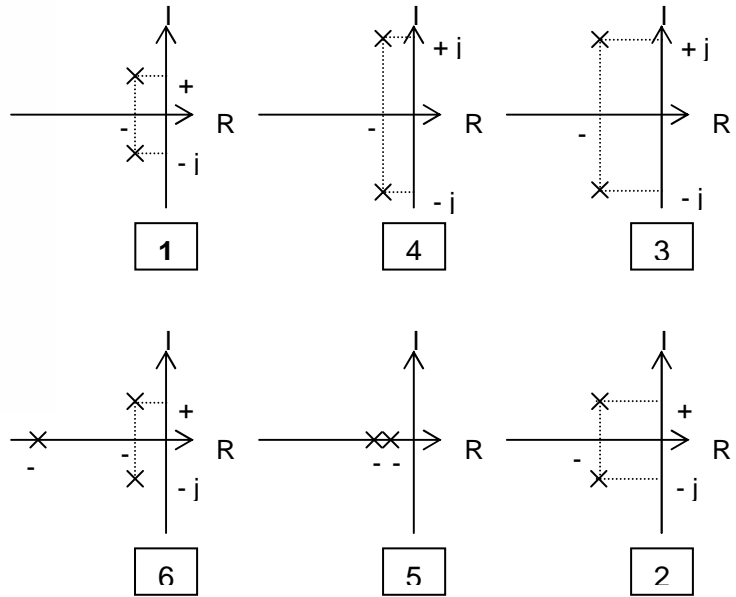 I I I
+ + j + j
- R - R - R
- j - j - j
1 4 3
I I I
+ +
- - R - - R - R
- j - j
6 5 2